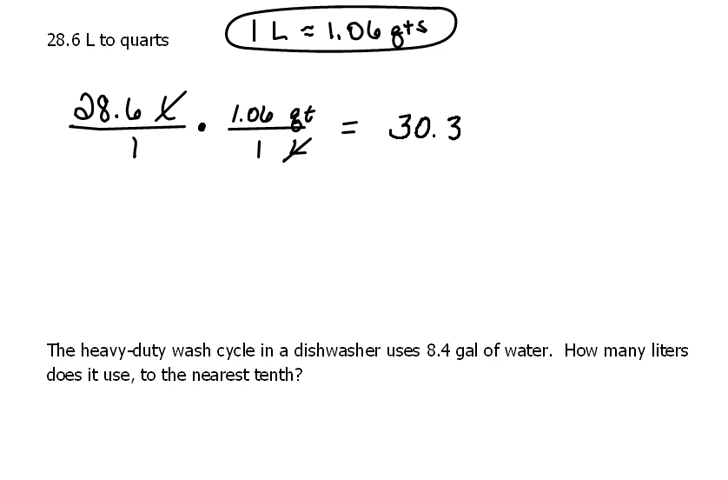 28.6 L to quarts
1 L ≈ 1.06 qts
28.6 L / 1 · 1.06 qt / 1 L = 30.3
The heavy-duty wash cycle in a dishwasher uses 8.4 gal of water. How many liters
does it use, to the nearest tenth?